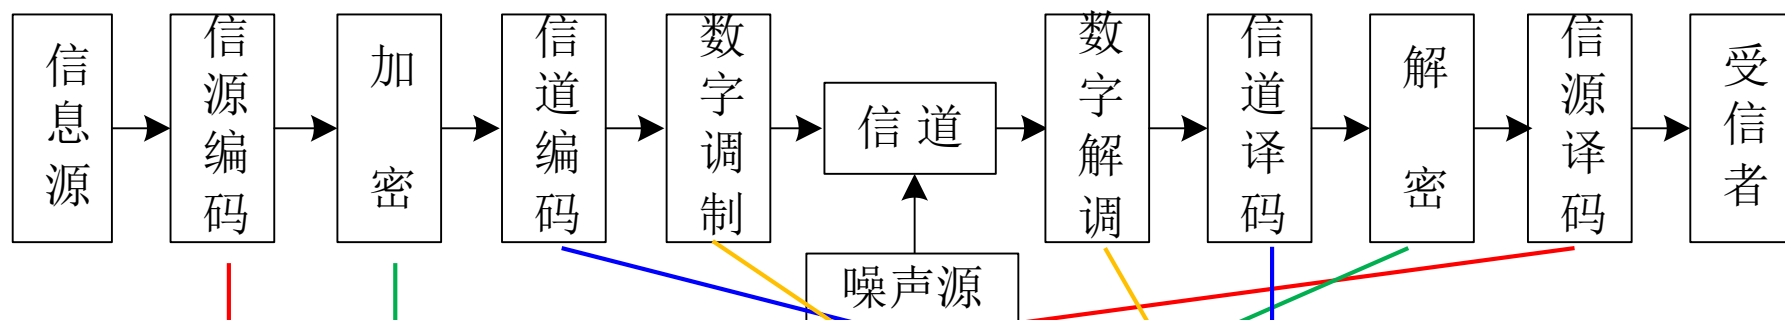 信息源
信源编码
加密
信道编码
数字调制
信道
噪声源
数字解调
信道译码
解密
信源译码
受信者